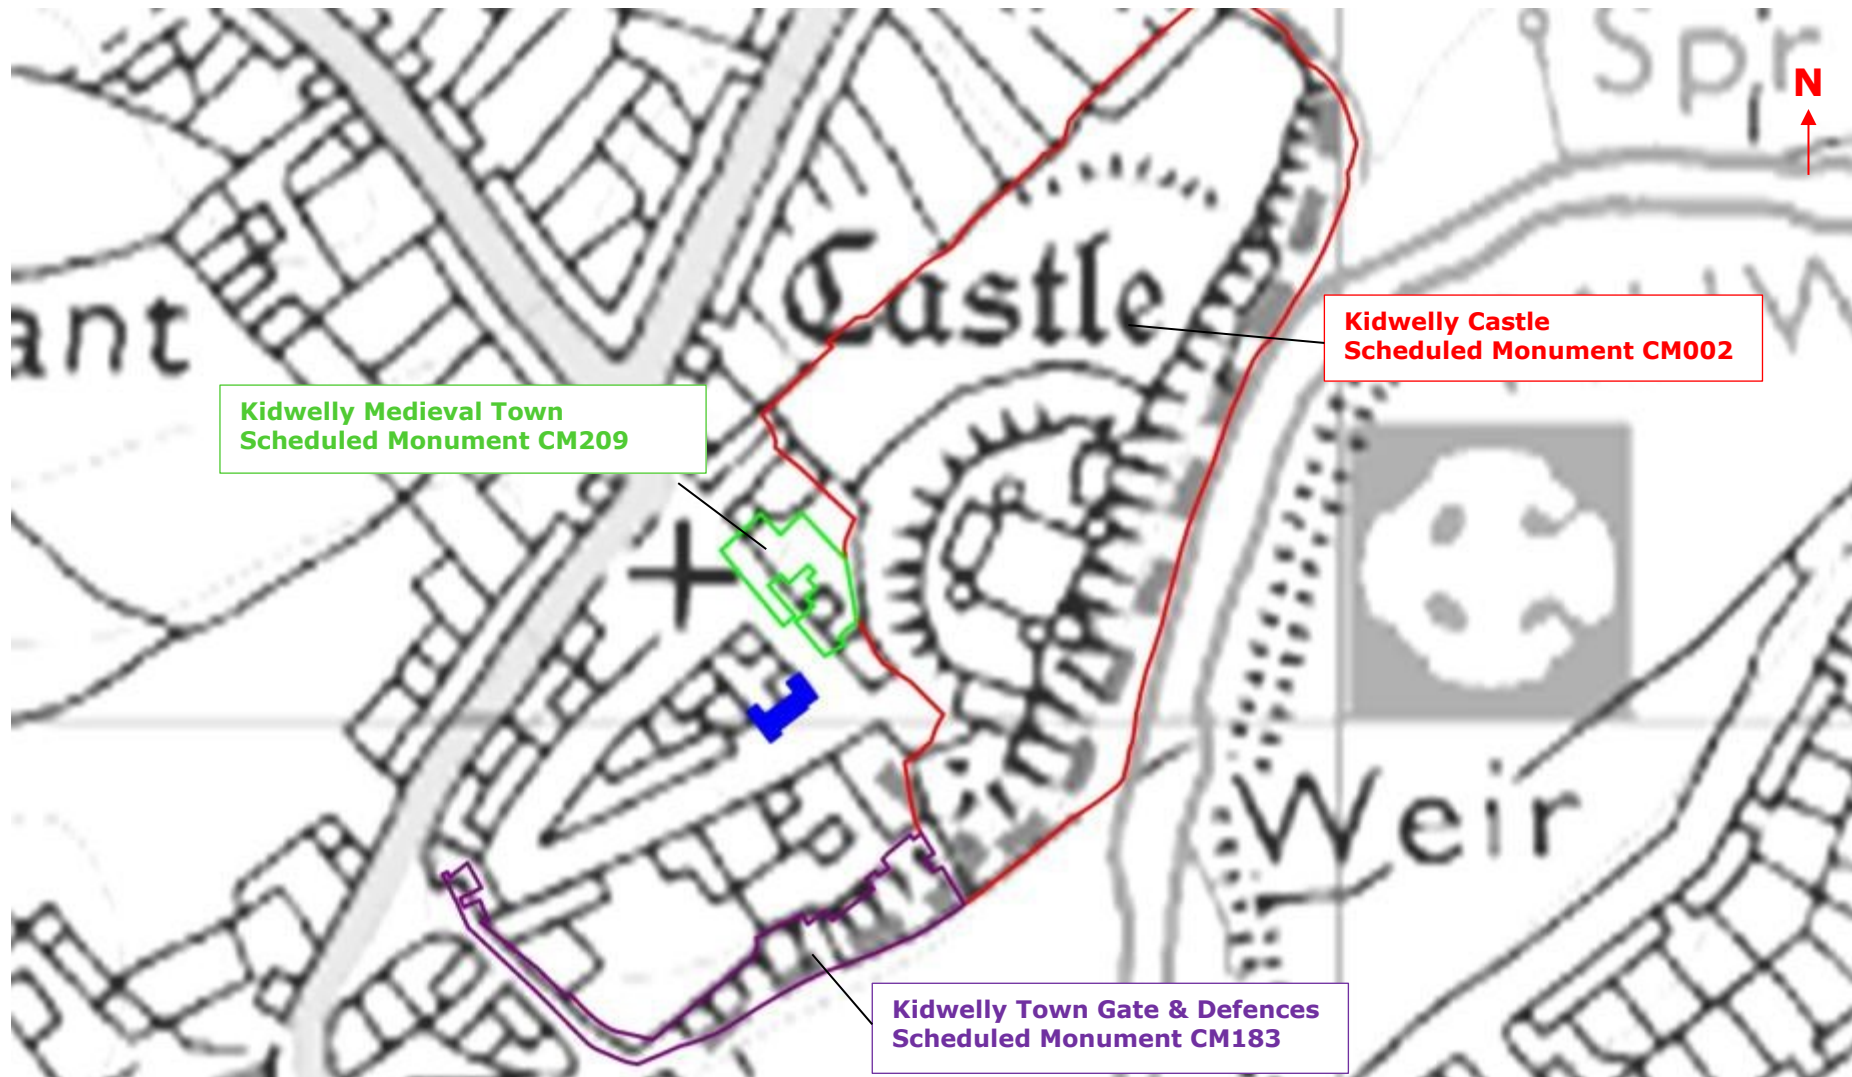 Spr
N
Castle
Kidwelly Castle
Scheduled Monument CM002
ant
Kidwelly Medieval Town
Scheduled Monument CM209
W
Weir
Kidwelly Town Gate & Defences
Scheduled Monument CM183